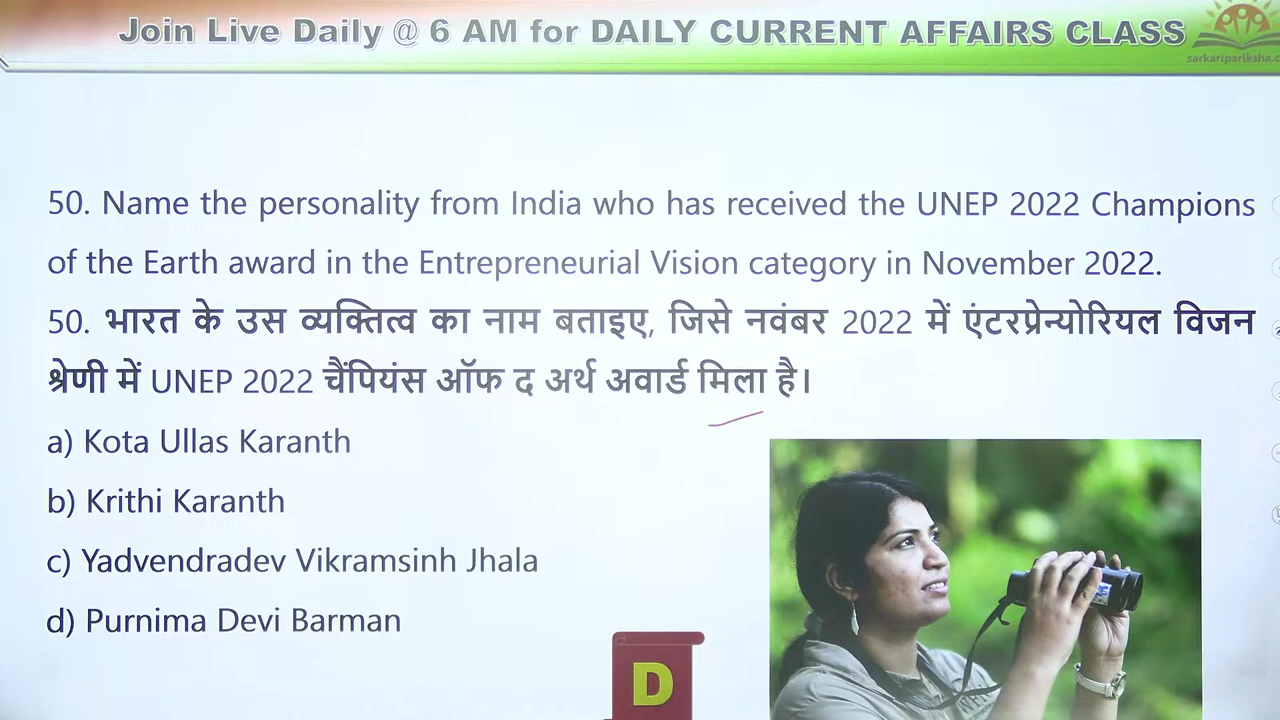 Join Live Daily @ 6 AM for DAILY CURRENT AFFAIRS CLASS
sarkaripariksha.c
50. Name the personality from India who has received the UNEP 2022 Champions
of the Earth award in the Entrepreneurial Vision category in November 2022.
50. भारत के उस व्यक्तित्व का नाम बताइए, जिसे नवंबर 2022 में एंटरप्रेन्योरियल विजन
श्रेणी में UNEP 2022 चैंपियंस ऑफ द अर्थ अवार्ड मिला है।
a) Kota Ullas Karanth
b) Krithi Karanth
c) Yadvendradev Vikramsinh Jhala
d) Purnima Devi Barman
D